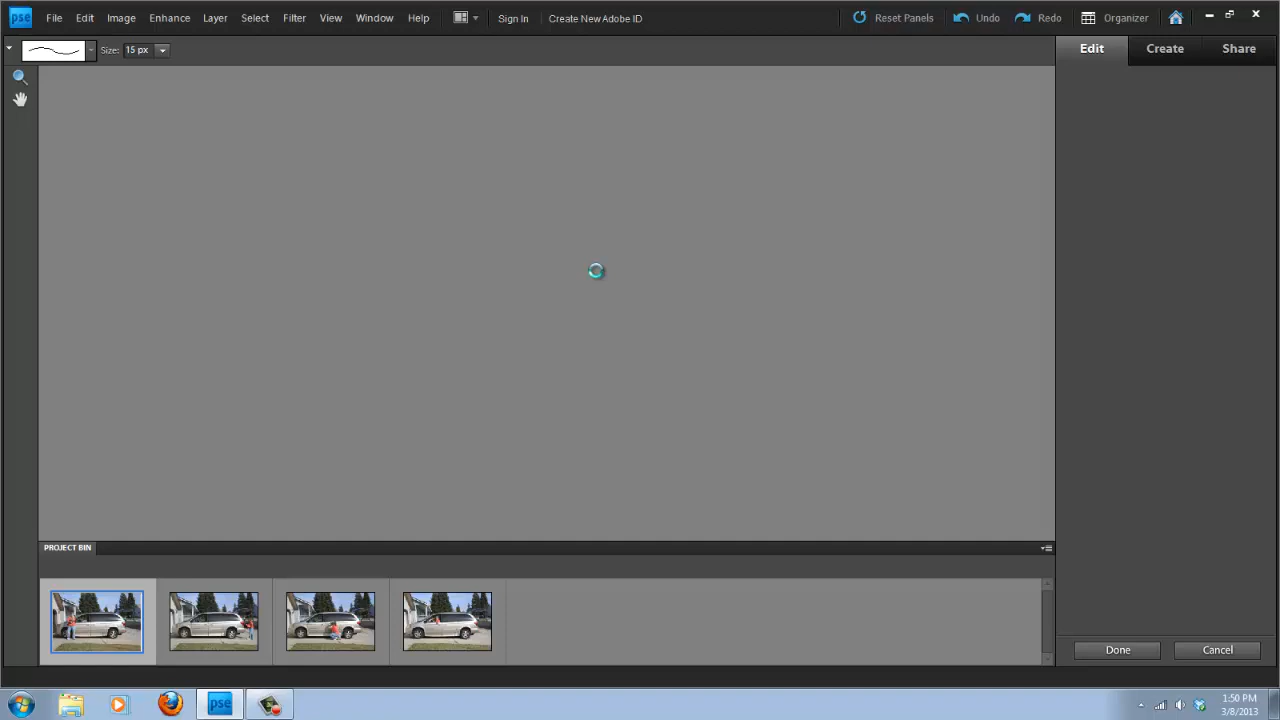 pse File Edit Image Enhance Layer Select Filter View Window Help Sign In Create New Adobe ID Reset Panels Undo Redo Organizer
Size: 15 px Edit Create Share
PROJECT BIN
Done Cancel
pse 1:50 PM
3/8/2013